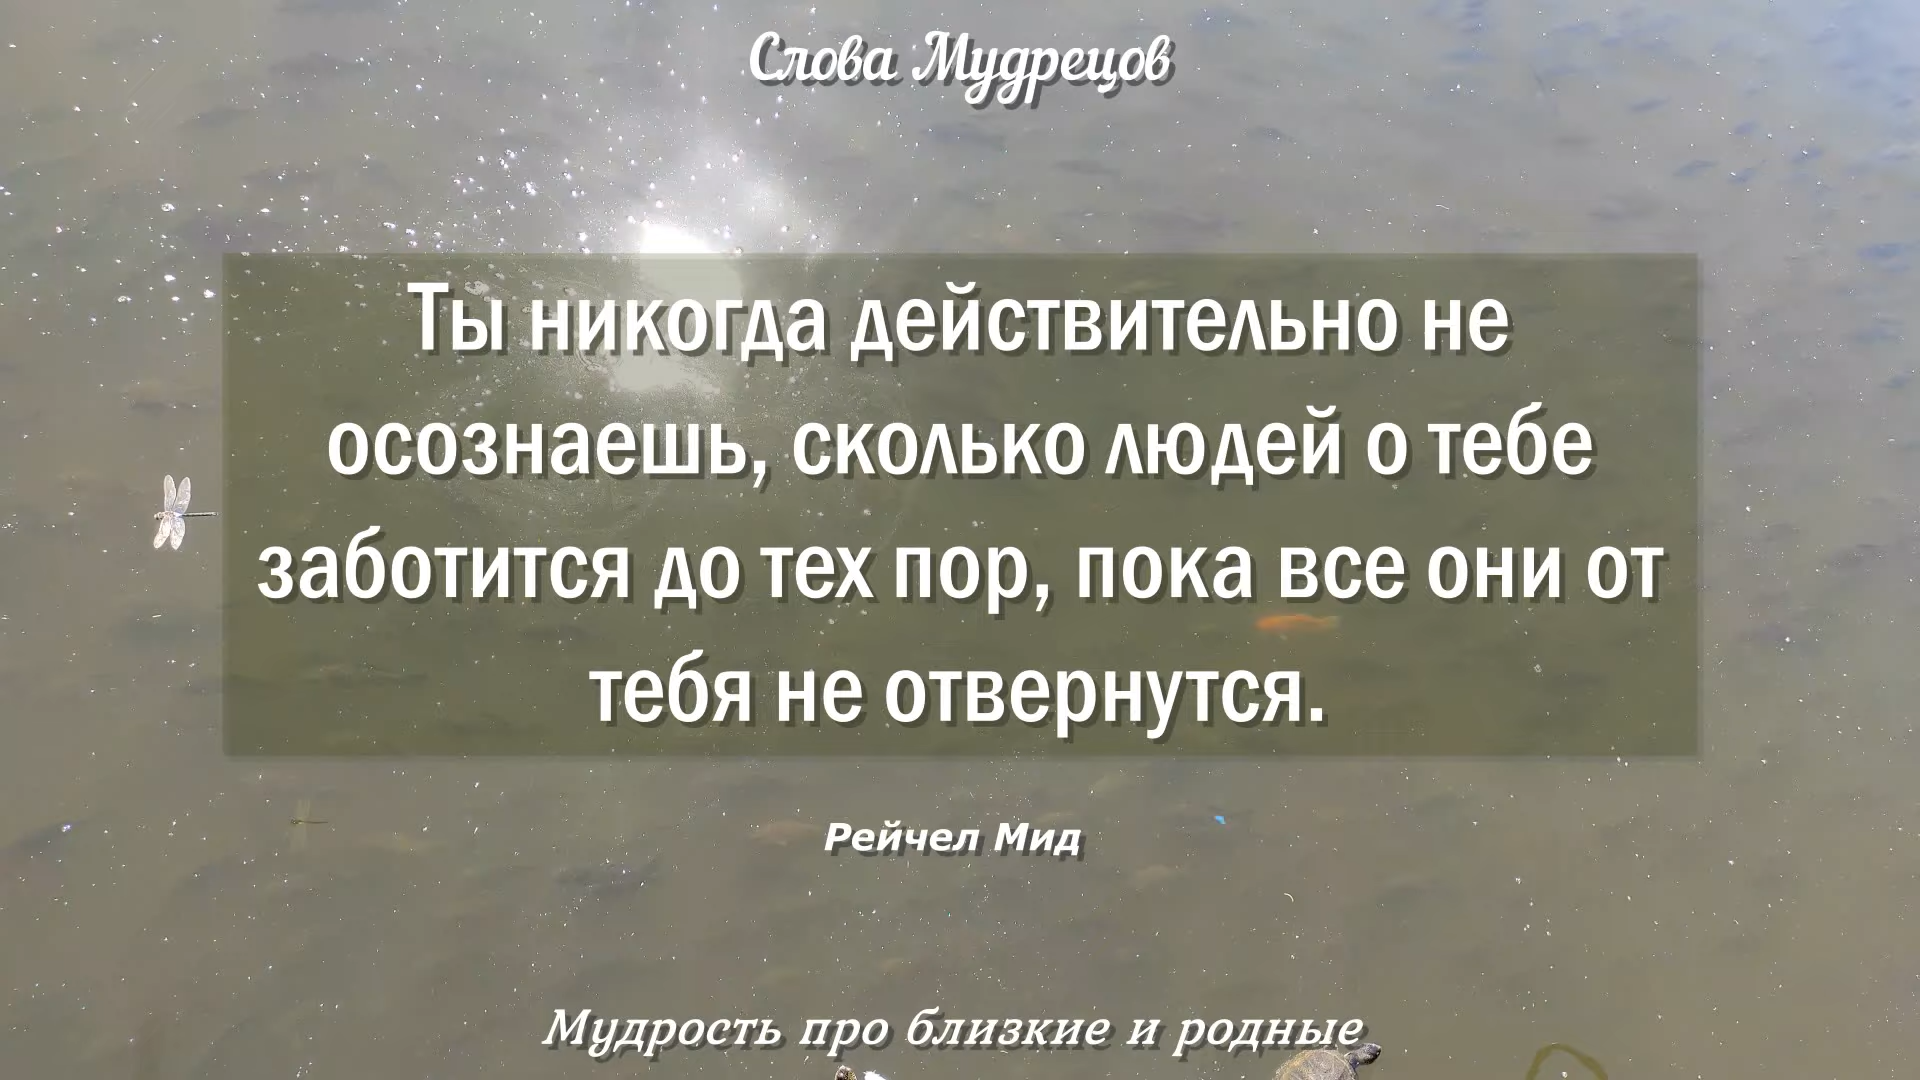 Слова Мудрецов
Ты никогда действительно не
осознаешь, сколько людей о тебе
заботится до тех пор, пока все они от
тебя не отвернутся.
Рейчел Мид
Мудрость про близкие и родные